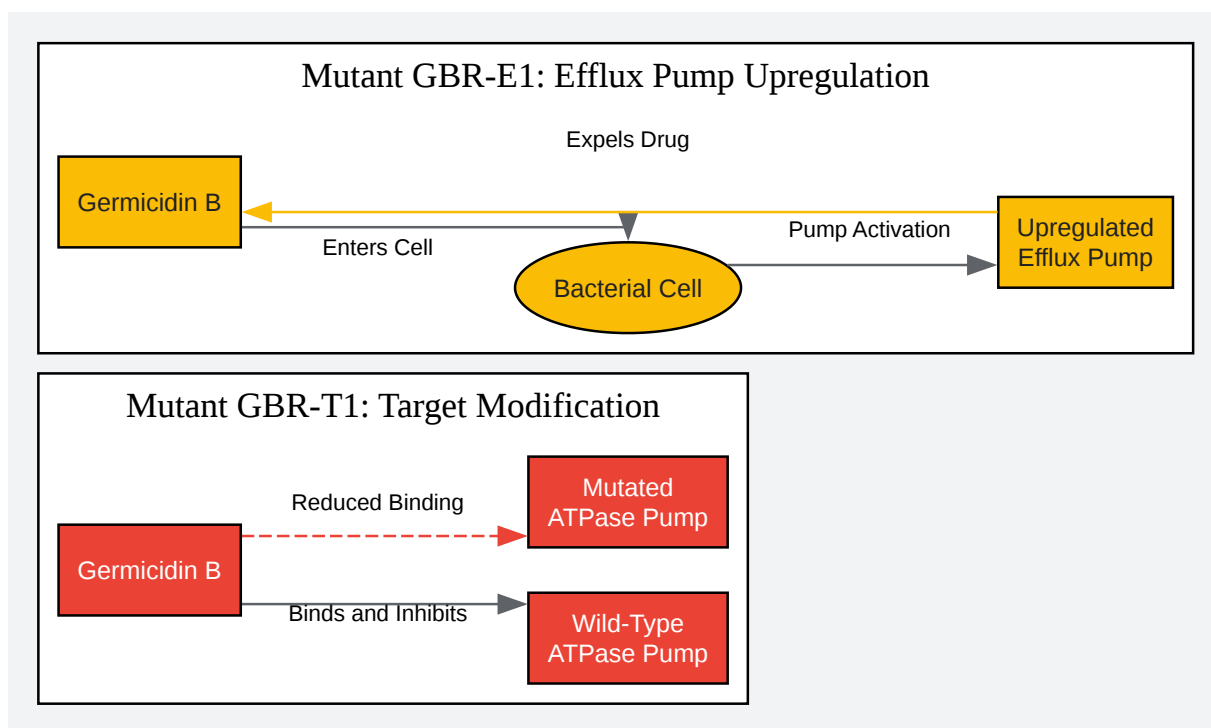 Mutant GBR-E1: Efflux Pump Upregulation
Expels Drug
Germicidin B
Enters Cell
Pump Activation
Upregulated
Efflux Pump
Bacterial Cell
Mutant GBR-T1: Target Modification
Reduced Binding
Mutated
ATPase Pump
Germicidin B
Binds and Inhibits
Wild-Type
ATPase Pump